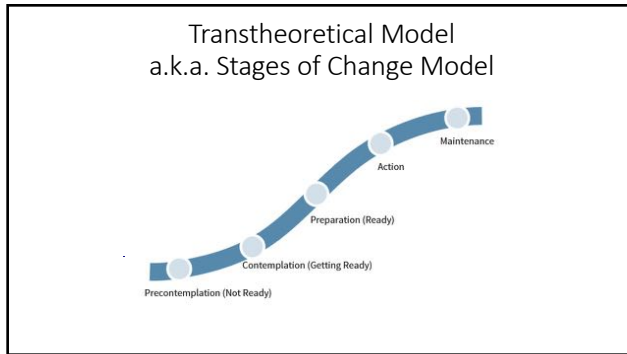 Transtheoretical Model
a.k.a. Stages of Change Model
Maintenance
Action
Preparation (Ready)
Contemplation (Getting Ready)
Precontemplation (Not Ready)